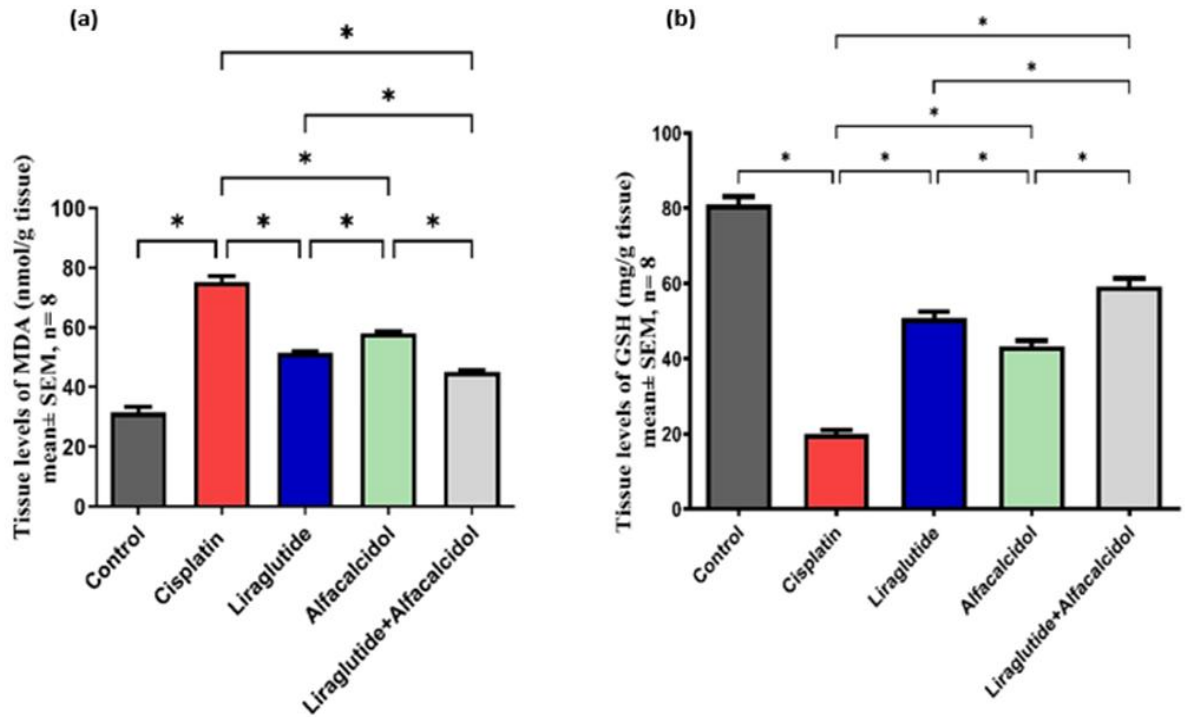 (a)
*
*
*
* * * *
Tissue levels of MDA (nmol/g tissue)
mean± SEM, n= 8
100
80
60
40
20
0
Control
Cisplatin
Liraglutide
Alfacalcidol
Liraglutide+Alfacalcidol
(b)
*
*
*
* * * *
Tissue levels of GSH (mg/g tissue)
mean± SEM, n= 8
100
80
60
40
20
0
Control
Cisplatin
Liraglutide
Alfacalcidol
Liraglutide+Alfacalcidol